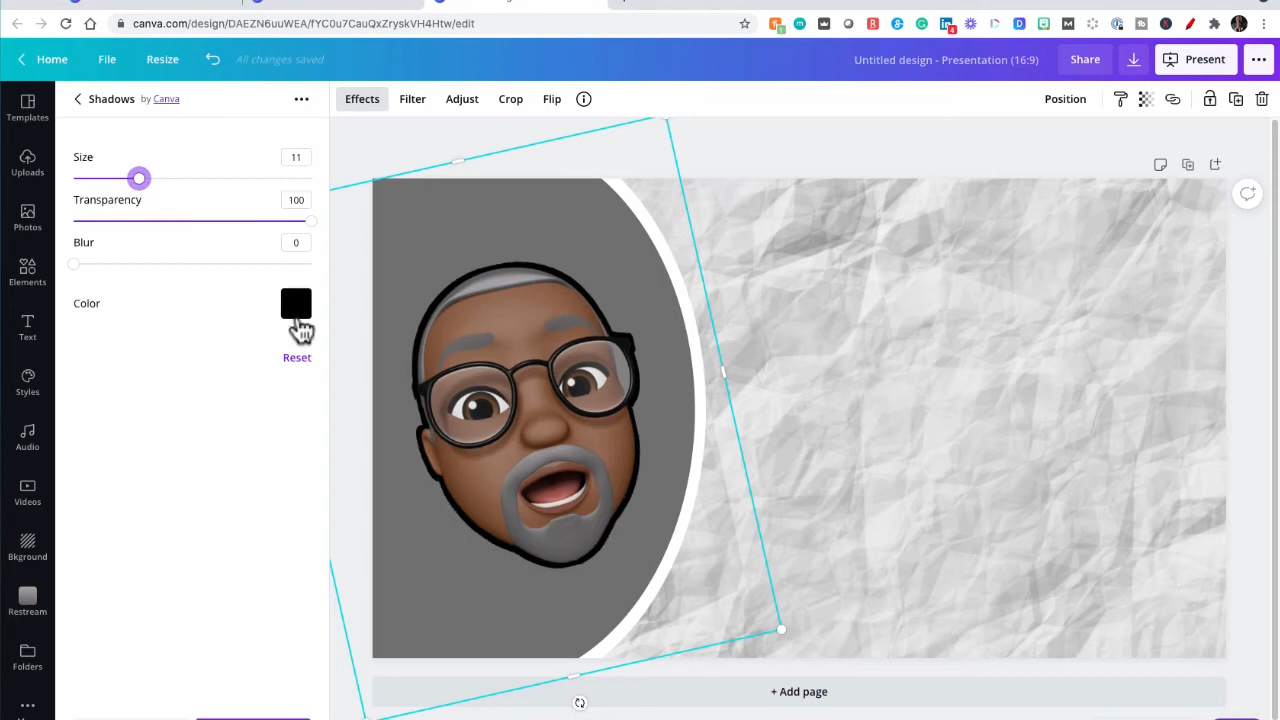 canva.com/design/DAEZN6uuWEA/fYC0u7CauQxZryskVH4Htw/edit
Home File Resize All changes saved Untitled design - Presentation (16:9) Share Present
Templates
Uploads
Photos
Elements
Text
Styles
Audio
Videos
Bkground
Restream
Folders
Shadows by Canva
Size 11
Transparency 100
Blur 0
Color
Reset
Effects Filter Adjust Crop Flip Position
+ Add page